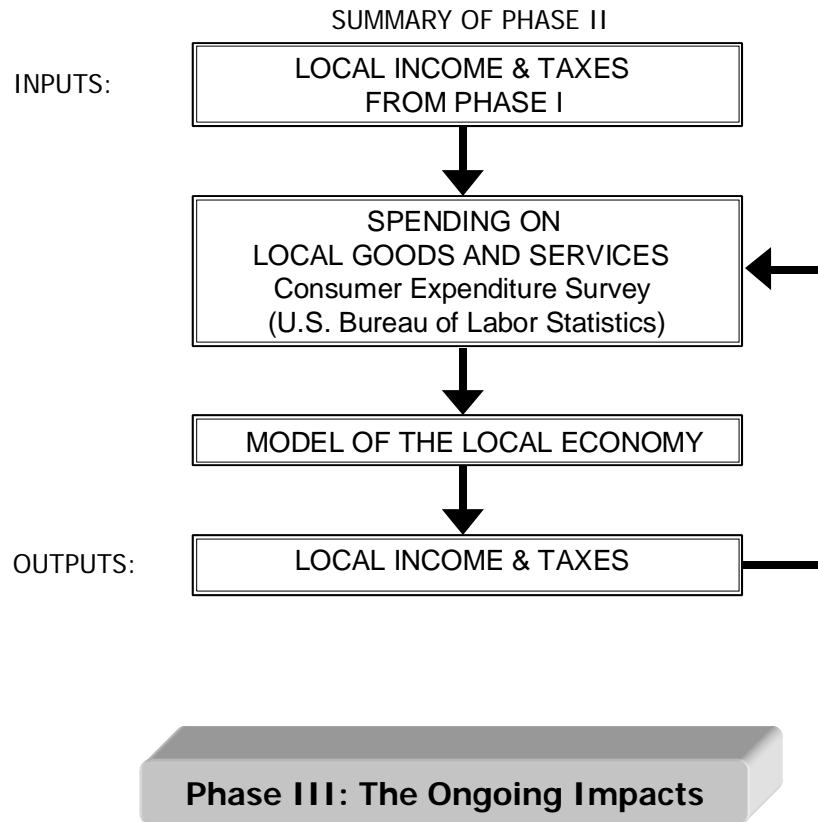 SUMMARY OF PHASE II
INPUTS:
LOCAL INCOME & TAXES
FROM PHASE I
SPENDING ON
LOCAL GOODS AND SERVICES
Consumer Expenditure Survey
(U.S. Bureau of Labor Statistics)
MODEL OF THE LOCAL ECONOMY
OUTPUTS:
LOCAL INCOME & TAXES
Phase III: The Ongoing Impacts